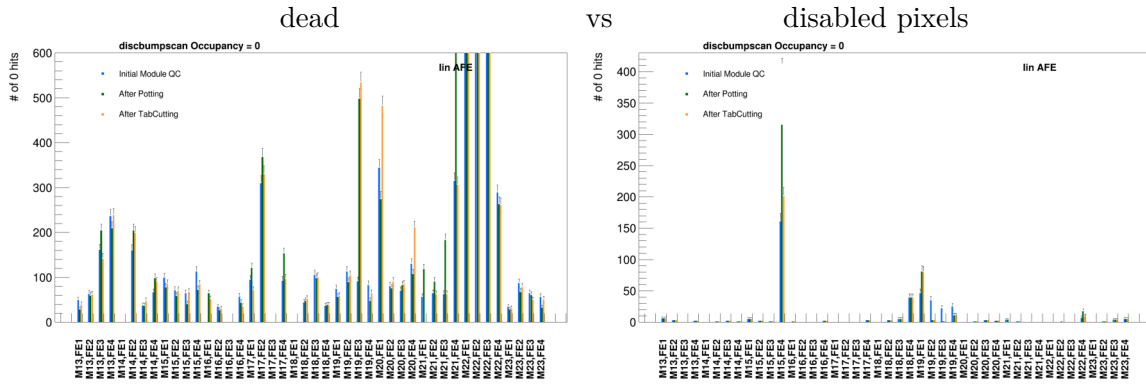 dead vs disabled pixels
discbumpscan Occupancy = 0
lin AFE
Initial Module QC
After Potting
After TabCutting
# of 0 hits
600
500
400
300
200
100
0
M13,FE1
M13,FE2
M13,FE3
M13,FE4
M14,FE1
M14,FE2
M14,FE3
M14,FE4
M15,FE1
M15,FE2
M15,FE3
M15,FE4
M16,FE1
M16,FE2
M16,FE3
M16,FE4
M17,FE1
M17,FE2
M17,FE3
M17,FE4
M18,FE1
M18,FE2
M18,FE3
M18,FE4
M19,FE1
M19,FE2
M19,FE3
M19,FE4
M20,FE1
M20,FE2
M20,FE3
M20,FE4
M21,FE1
M21,FE2
M21,FE3
M21,FE4
M22,FE1
M22,FE2
M22,FE3
M22,FE4
M23,FE1
M23,FE2
M23,FE3
M23,FE4
discbumpscan Occupancy = 0
lin AFE
Initial Module QC
After Potting
After TabCutting
# of 0 hits
400
350
300
250
200
150
100
50
0
M13,FE1
M13,FE2
M13,FE3
M13,FE4
M14,FE1
M14,FE2
M14,FE3
M14,FE4
M15,FE1
M15,FE2
M15,FE3
M15,FE4
M16,FE1
M16,FE2
M16,FE3
M16,FE4
M17,FE1
M17,FE2
M17,FE3
M17,FE4
M18,FE1
M18,FE2
M18,FE3
M18,FE4
M19,FE1
M19,FE2
M19,FE3
M19,FE4
M20,FE1
M20,FE2
M20,FE3
M20,FE4
M21,FE1
M21,FE2
M21,FE3
M21,FE4
M22,FE1
M22,FE2
M22,FE3
M22,FE4
M23,FE1
M23,FE2
M23,FE3
M23,FE4